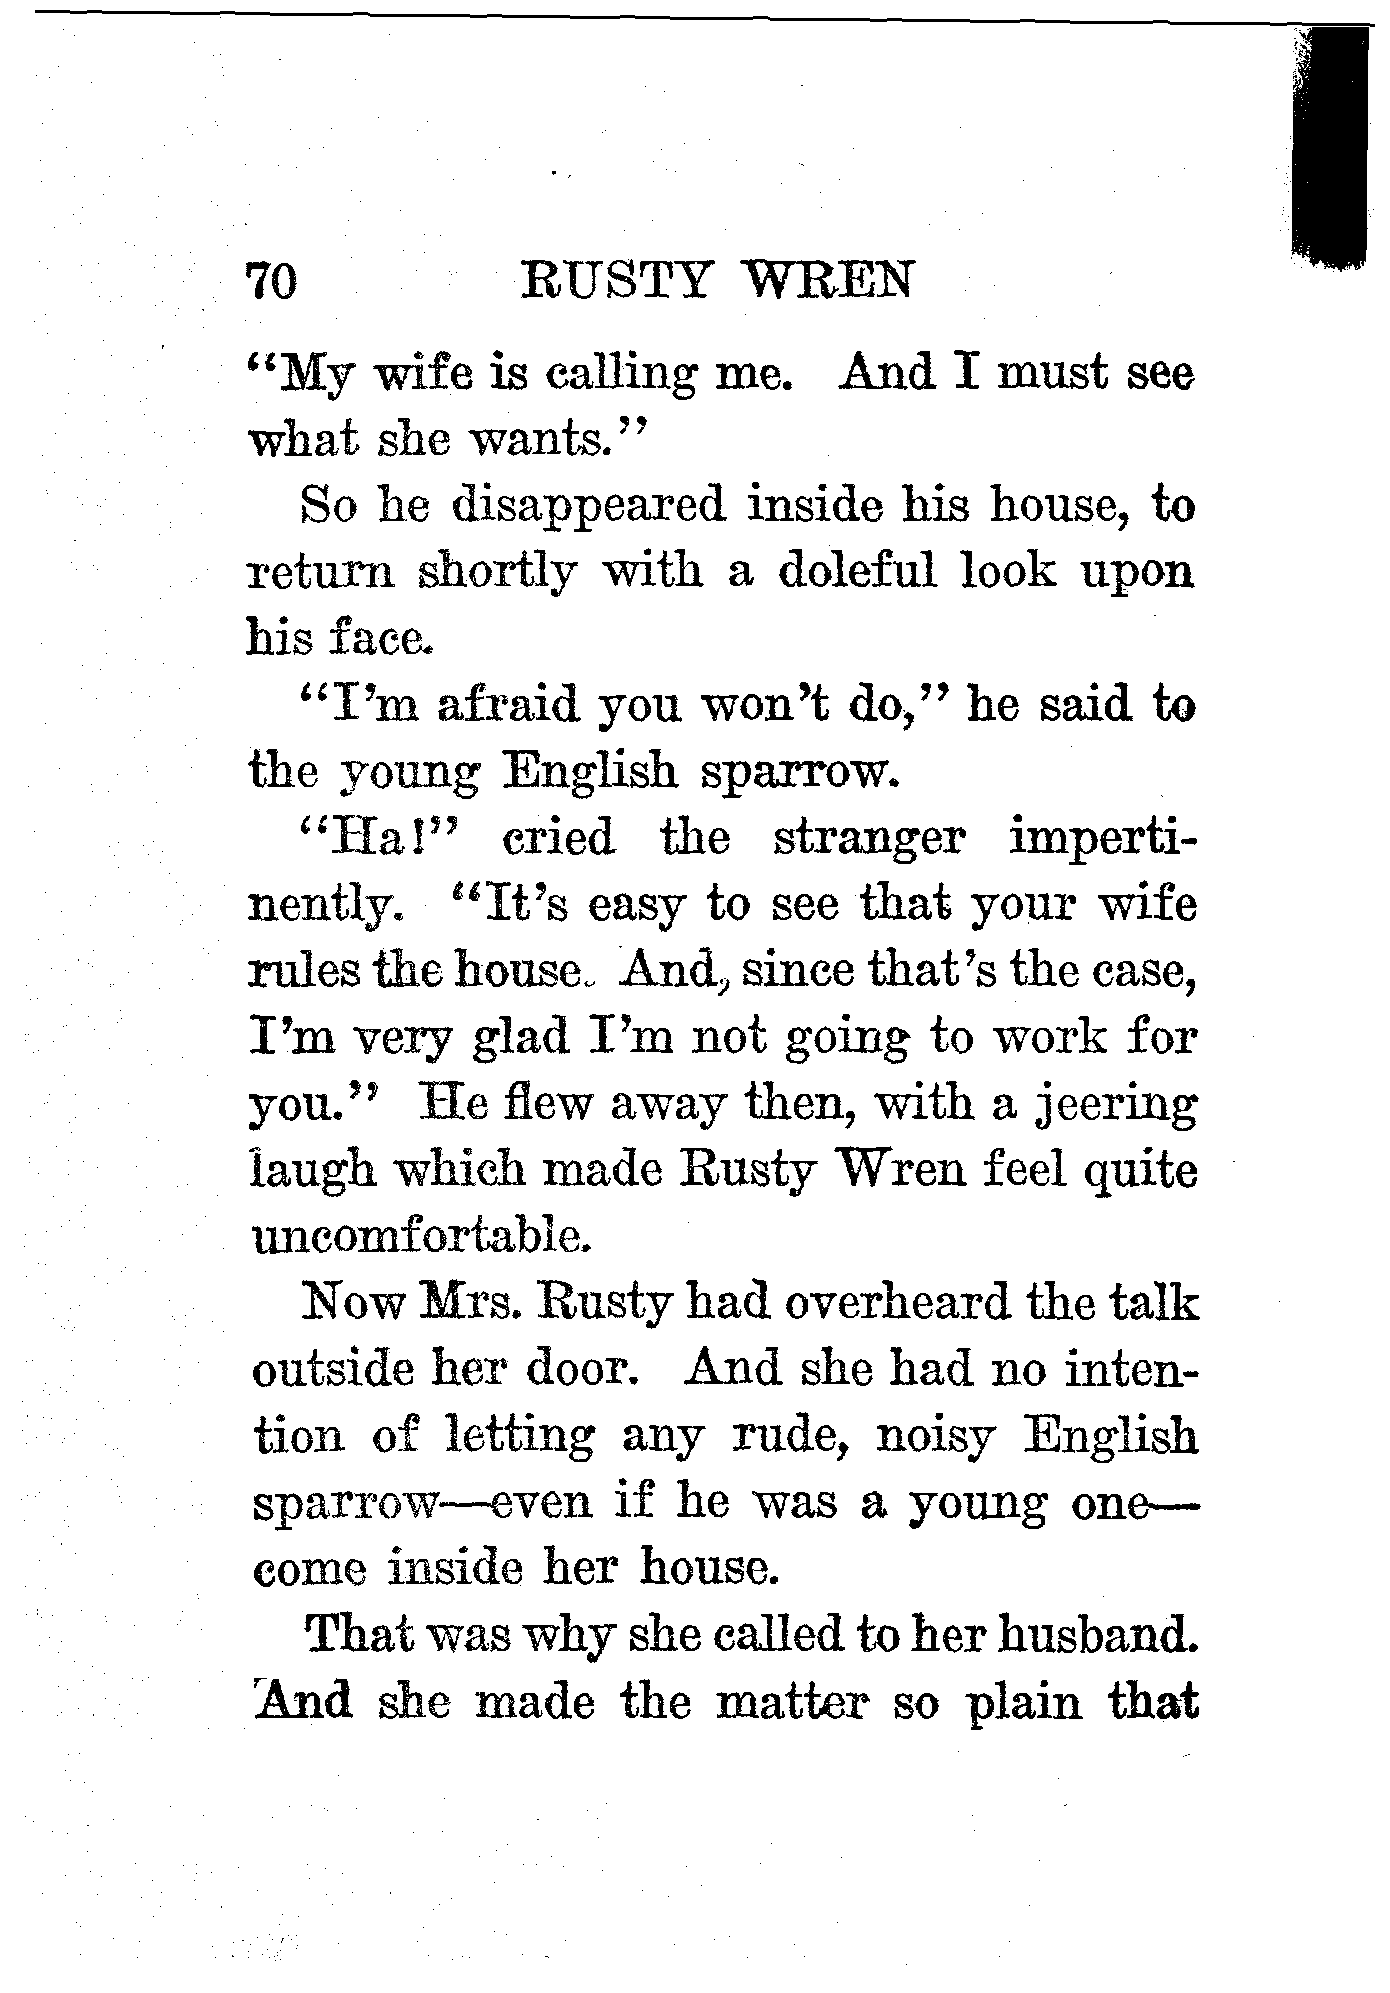 70 RUSTY WREN
“My wife is calling me. And I must see
what she wants.”
So he disappeared inside his house, to
return shortly with a doleful look upon
his face.
“I’m afraid you won’t do,” he said to
the young English sparrow.
“Ha!” cried the stranger imperti-
nently. “It’s easy to see that your wife
rules the house. And, since that’s the case,
I’m very glad I’m not going to work for
you.” He flew away then, with a jeering
laugh which made Rusty Wren feel quite
uncomfortable.
Now Mrs. Rusty had overheard the talk
outside her door. And she had no inten-
tion of letting any rude, noisy English
sparrow—even if he was a young one—
come inside her house.
That was why she called to her husband.
And she made the matter so plain that